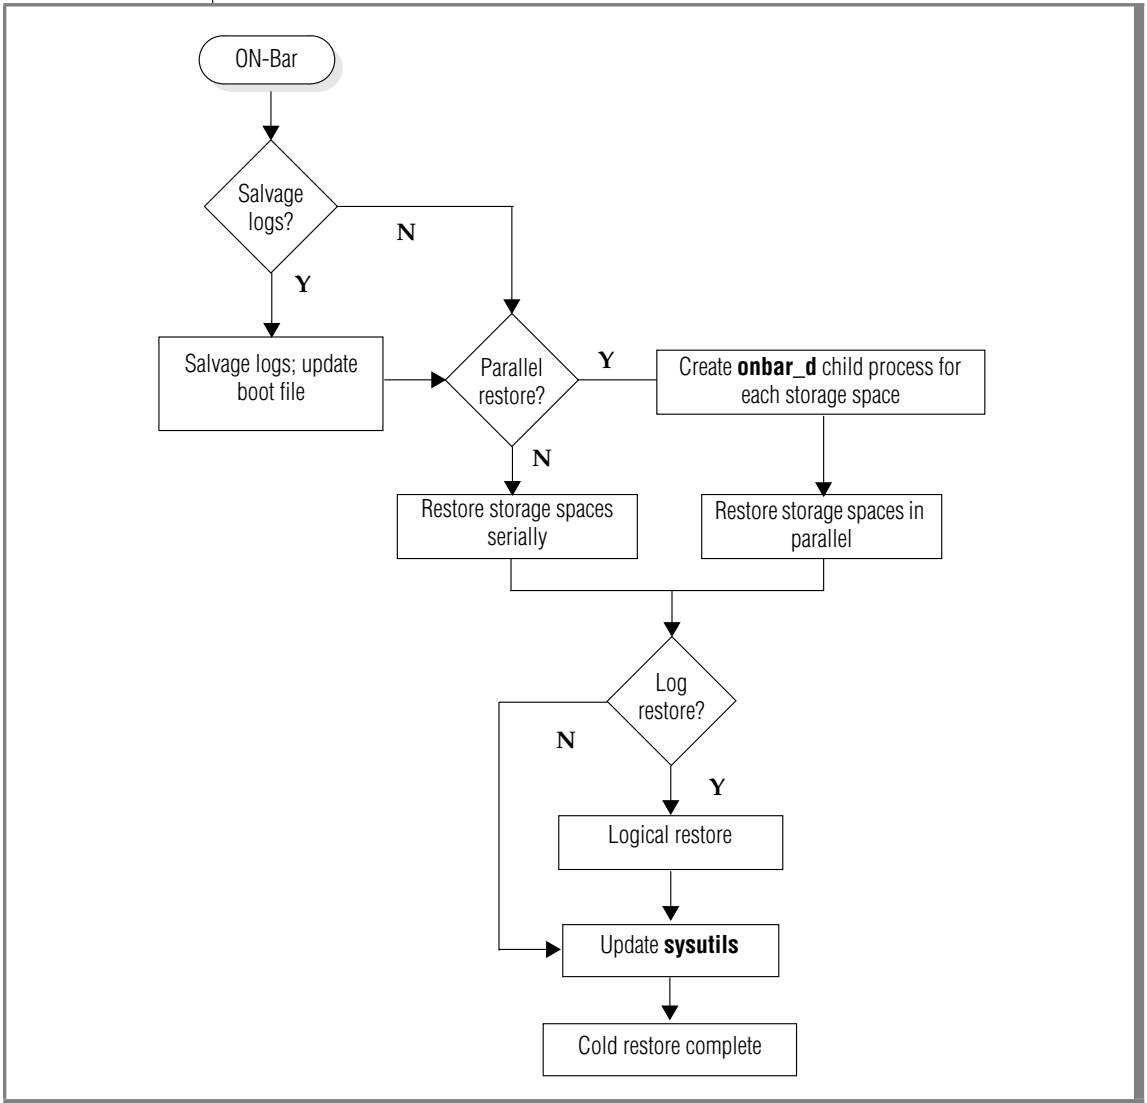 ON-Bar
Salvage
logs?
N
Y
Salvage logs; update
boot file
Parallel
restore?
Y
Create onbar_d child process for
each storage space
N
Restore storage spaces
serially
Restore storage spaces in
parallel
Log
restore?
N
Y
Logical restore
Update sysutils
Cold restore complete